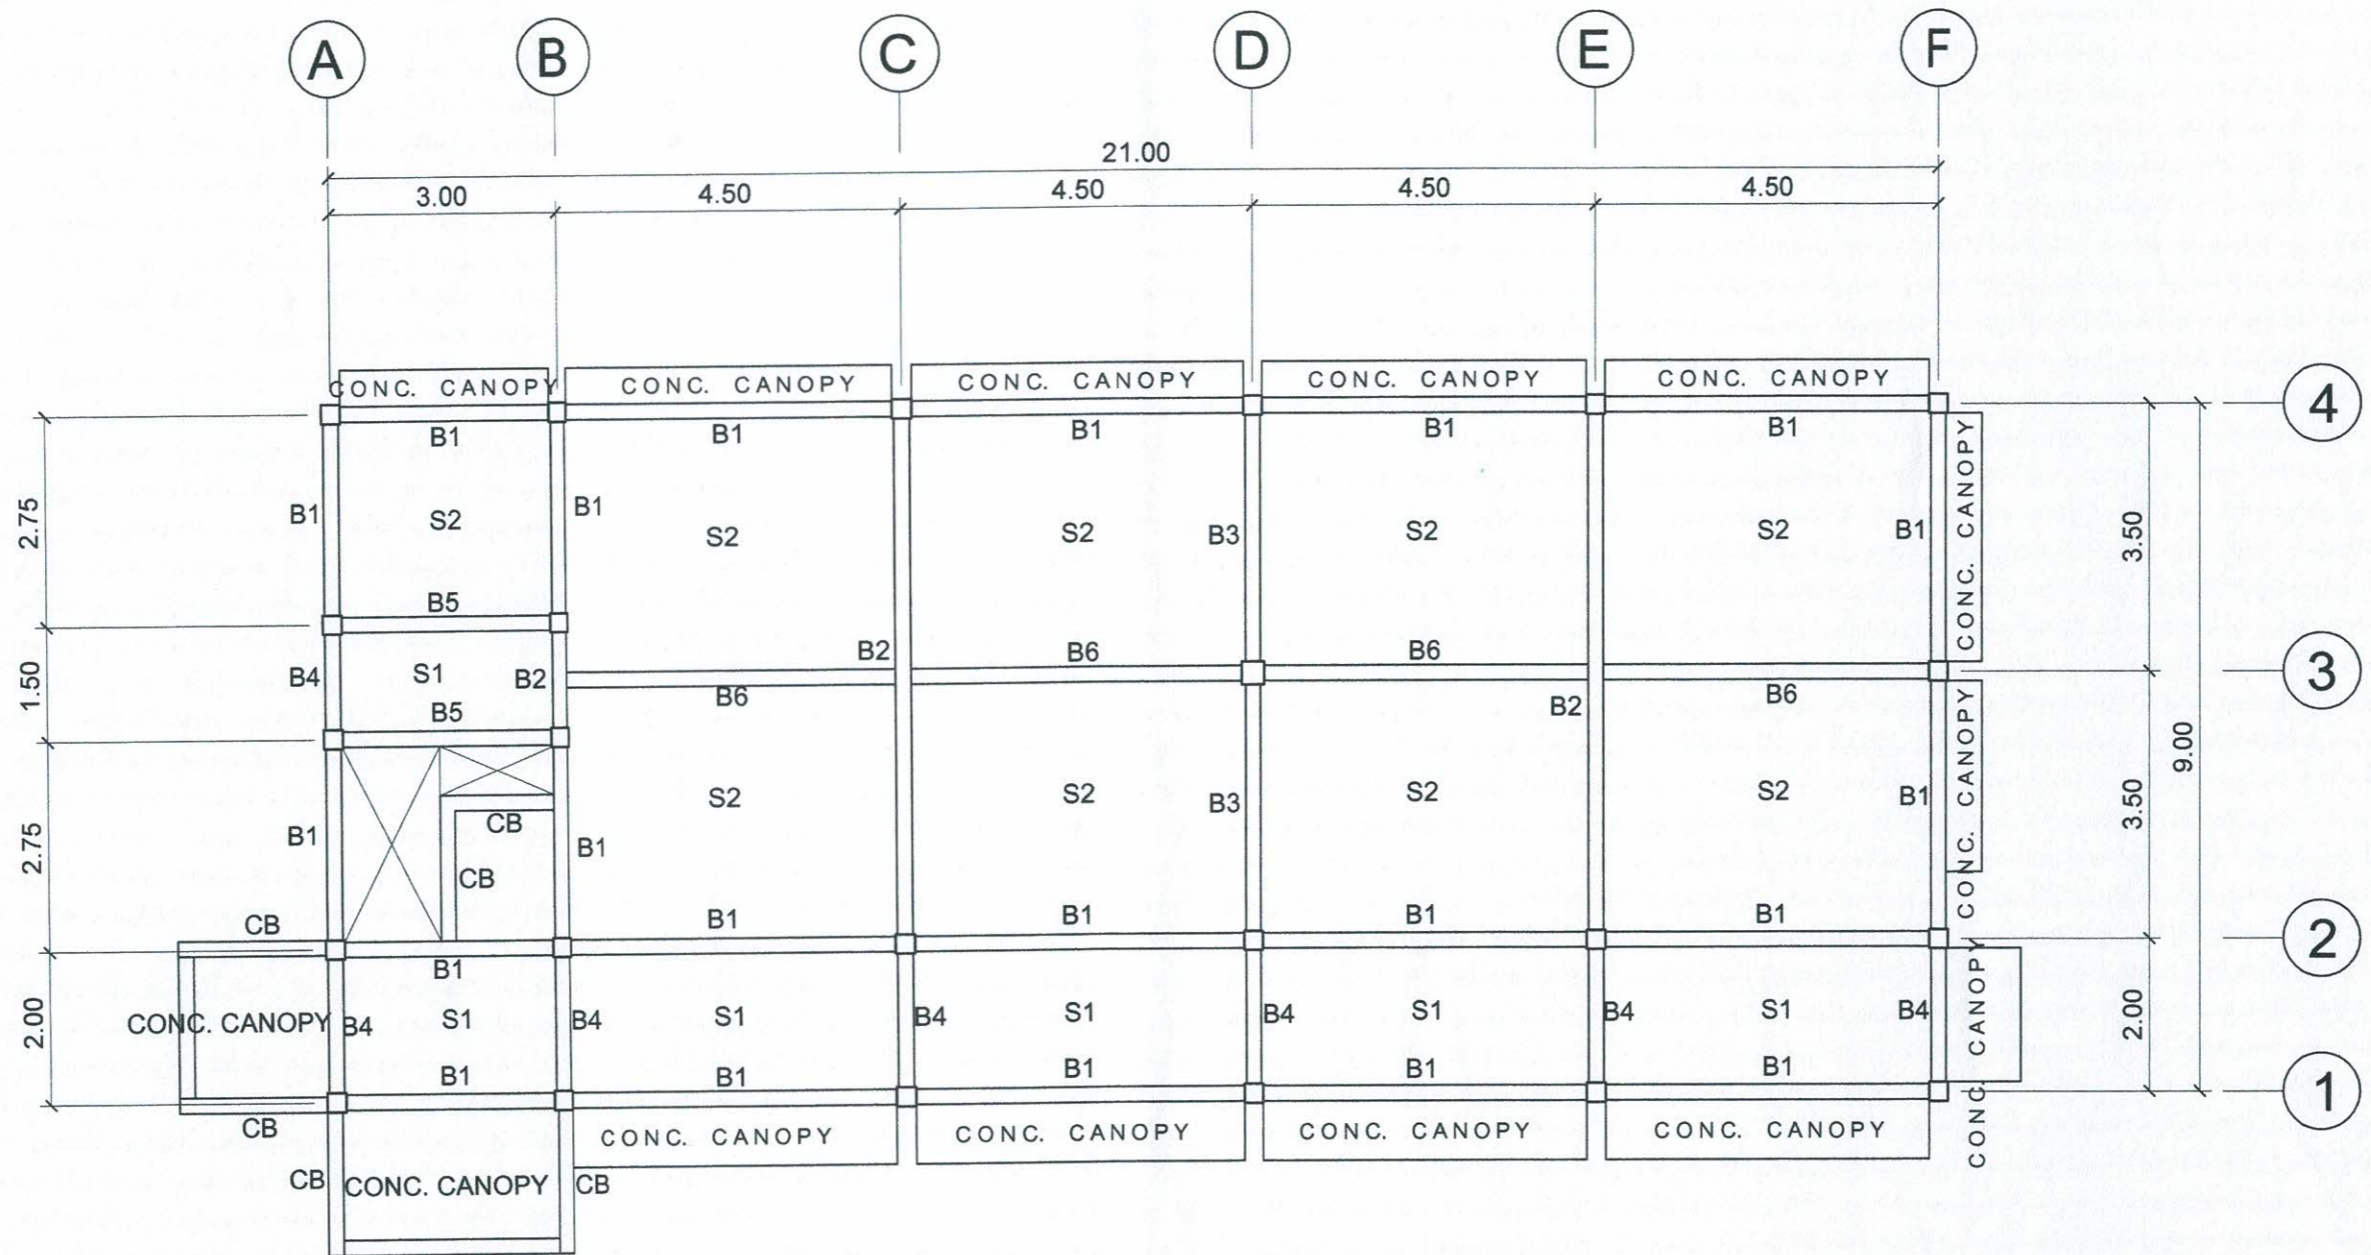 A B C D E F
21.00
3.00 4.50 4.50 4.50 4.50
CONC. CANOPY CONC. CANOPY CONC. CANOPY CONC. CANOPY CONC. CANOPY
4
B1 B1 B1 B1 B1
2.75 B1 S2 B1 S2 S2 B3 S2 S2 B1 CONC. CANOPY 3.50
B5
B2 B6 B6
1.50 B4 S1 B2 3
B5 B6 B2 B6
9.00
2.75 B1 CB B1 S2 S2 B3 S2 S2 B1 CONC. CANOPY 3.50
CB
CB B1 B1 B1 B1
2
B1
2.00 CONC. CANOPY B4 S1 B4 S1 B4 S1 B4 S1 B4 S1 B4 CONC. CANOPY 2.00
B1 B1 B1 B1 B1
1
CB CONC. CANOPY CONC. CANOPY CONC. CANOPY CONC. CANOPY
CB CONC. CANOPY CB